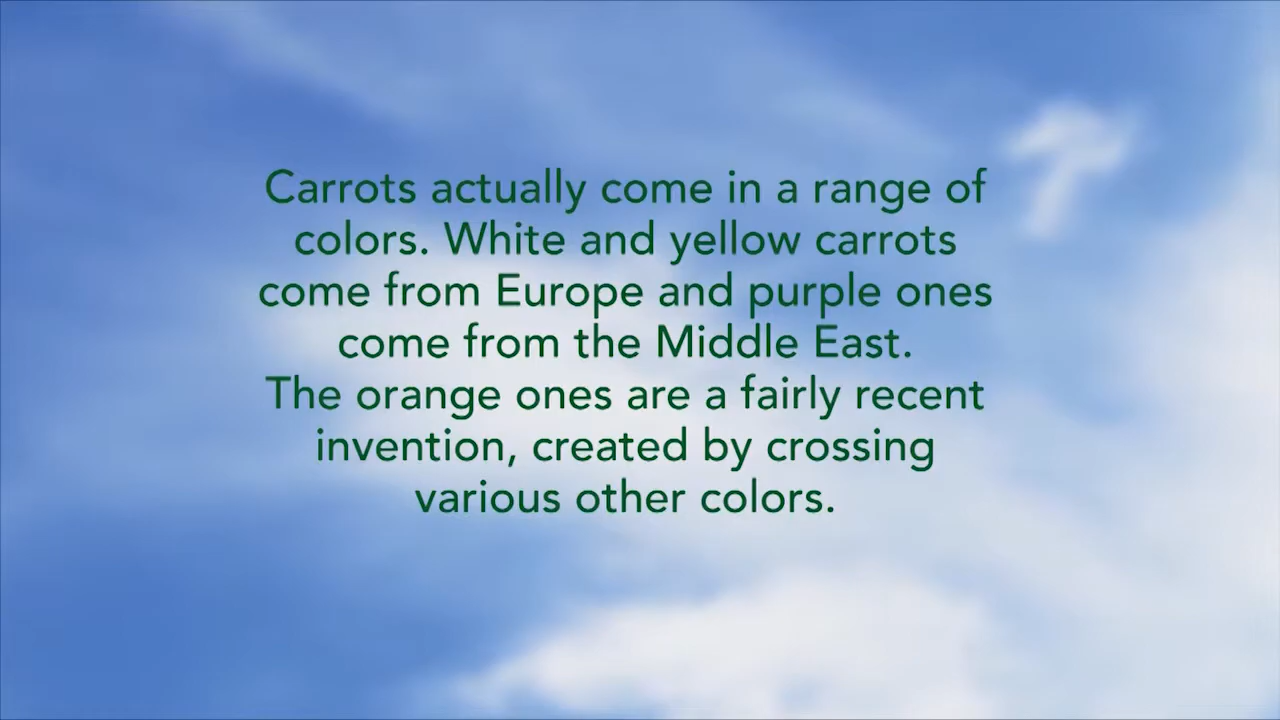 Carrots actually come in a range of
colors. White and yellow carrots
come from Europe and purple ones
come from the Middle East.
The orange ones are a fairly recent
invention, created by crossing
various other colors.